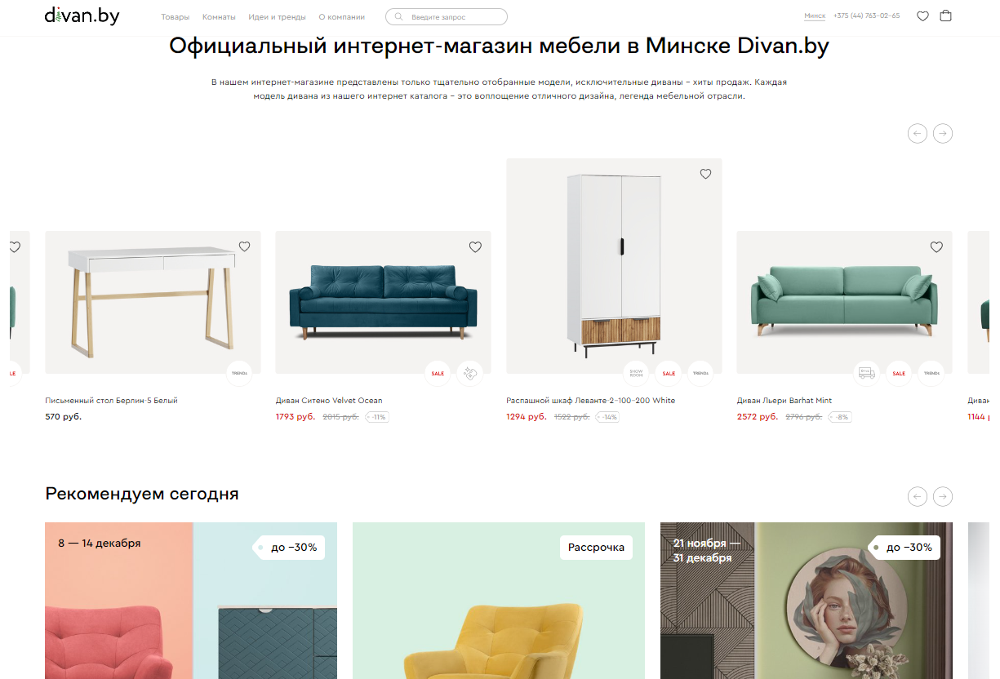 divan.by
Товары Комнаты Идеи и тренды О компании
Введите запрос
Минск +375 (44) 763-02-65
Официальный интернет-магазин мебели в Минске Divan.by
В нашем интернет-магазине представлены только тщательно отобранные модели, исключительные диваны – хиты продаж. Каждая
модель дивана из нашего интернет каталога – это воплощение отличного дизайна, легенда мебельной отрасли.
LE
TRENDs
SALE
SHOW
ROOM
SALE
TRENDs
SALE
TRENDs
Письменный стол Берлин-5 Белый
570 руб.
Диван Ситено Velvet Ocean
1793 руб. 2015 руб. -11%
Распашной шкаф Леванте-2-100-200 White
1294 руб. 1522 руб. -14%
Диван Льери Barhat Mint
2572 руб. 2796 руб. -8%
Диван
1144 р
Рекомендуем сегодня
8 — 14 декабря
до −30%
Рассрочка
21 ноября —
31 декабря
до −30%